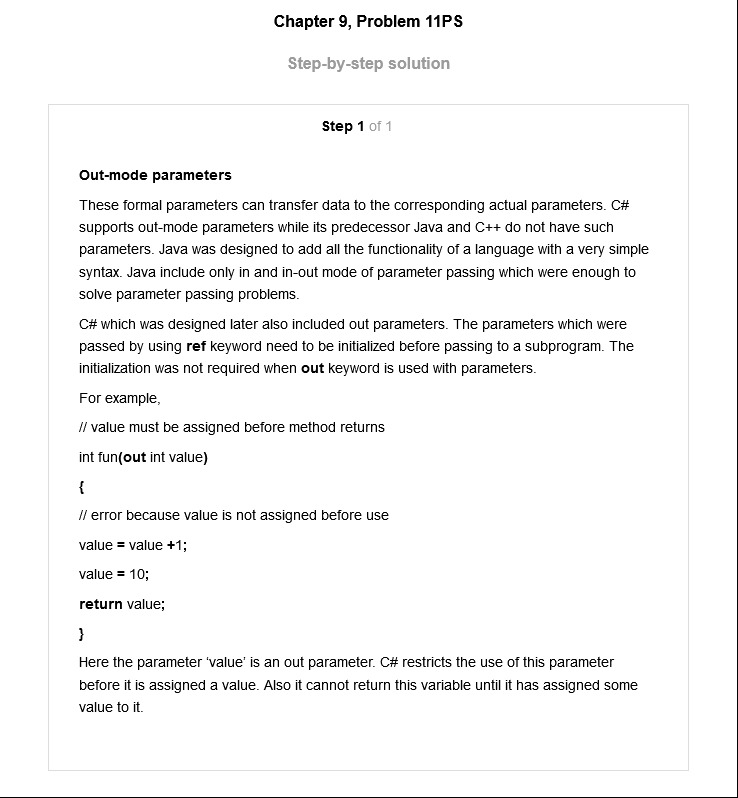 Chapter 9, Problem 11PS
Step-by-step solution
Step 1 of 1
Out-mode parameters
These formal parameters can transfer data to the corresponding actual parameters. C#
supports out-mode parameters while its predecessor Java and C++ do not have such
parameters. Java was designed to add all the functionality of a language with a very simple
syntax. Java include only in and in-out mode of parameter passing which were enough to
solve parameter passing problems.
C# which was designed later also included out parameters. The parameters which were
passed by using ref keyword need to be initialized before passing to a subprogram. The
initialization was not required when out keyword is used with parameters.
For example,
// value must be assigned before method returns
int fun(out int value)
{
// error because value is not assigned before use
value = value +1;
value = 10;
return value;
}
Here the parameter ‘value’ is an out parameter. C# restricts the use of this parameter
before it is assigned a value. Also it cannot return this variable until it has assigned some
value to it.